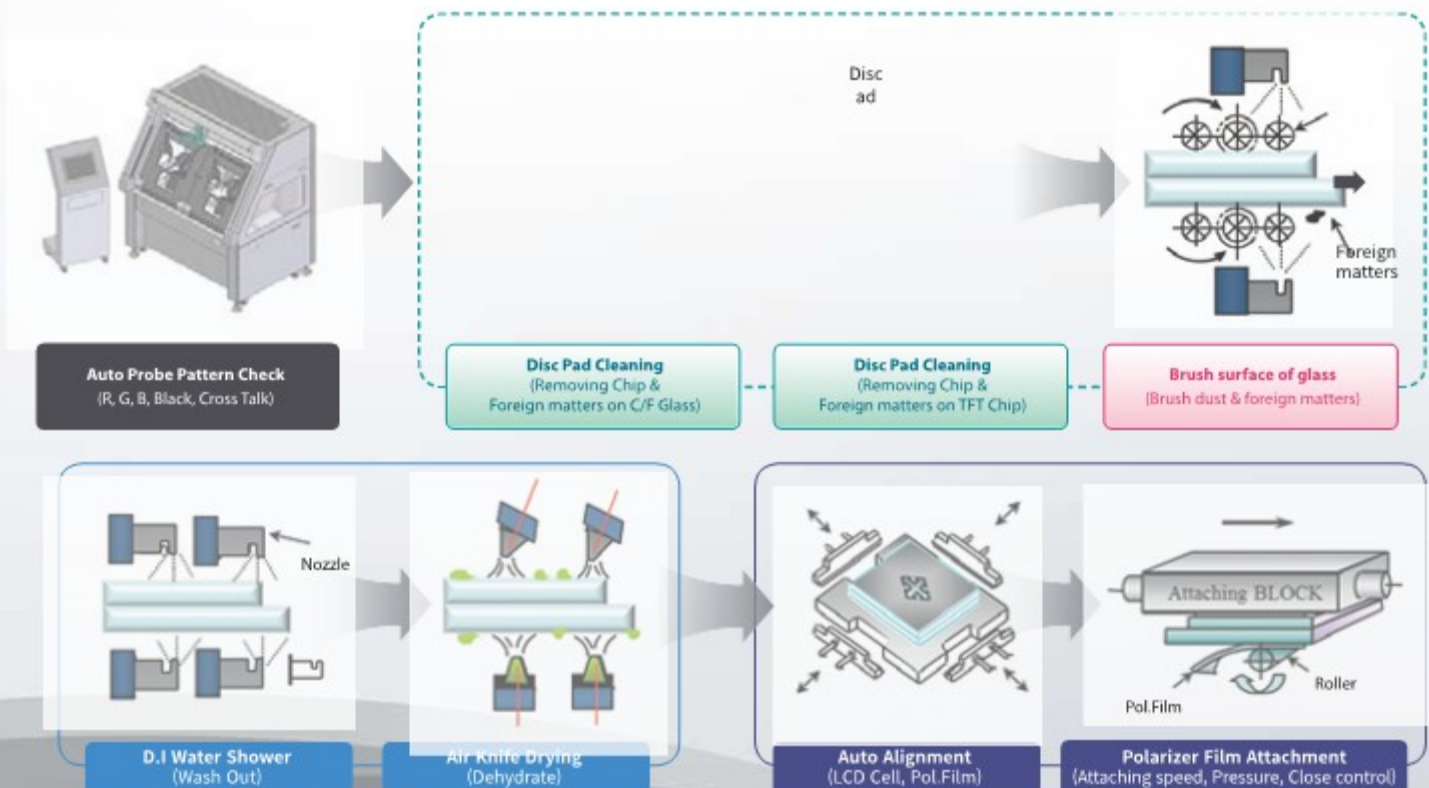 Disc
ad
Foreign
matters
Auto Probe Pattern Check
(R, G, B, Black, Cross Talk)
Disc Pad Cleaning
(Removing Chip &
Foreign matters on C/F Glass)
Disc Pad Cleaning
(Removing Chip &
Foreign matters on TFT Chip)
Brush surface of glass
(Brush dust & foreign matters)
Nozzle
Attaching BLOCK
Roller
Pol.Film
D.I Water Shower
(Wash Out)
Air Knife Drying
(Dehydrate)
Auto Alignment
(LCD Cell, Pol.Film)
Polarizer Film Attachment
(Attaching speed, Pressure, Close control)